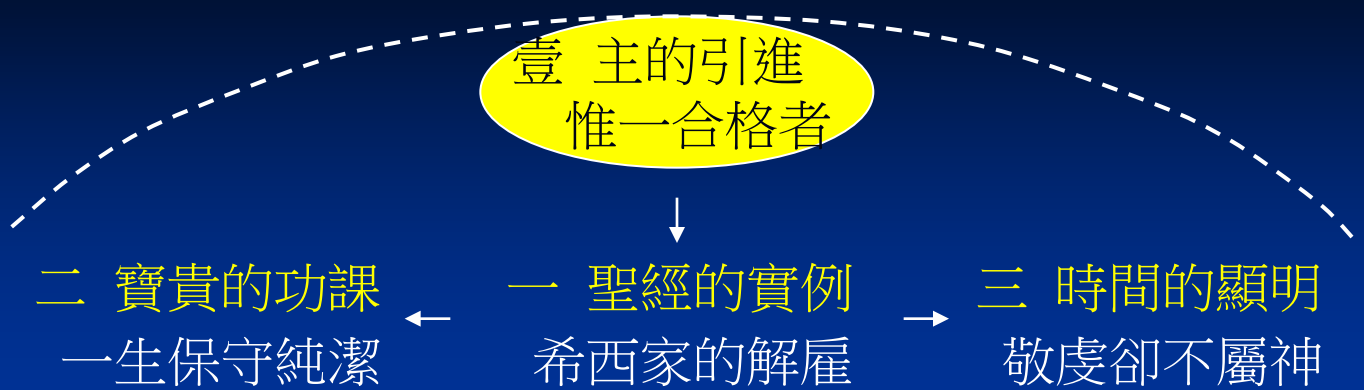 壹 主的引進
惟一合格者
二 寶貴的功課
一生保守純潔
一 聖經的實例
希西家的解雇
三 時間的顯明
敬虔卻不屬神